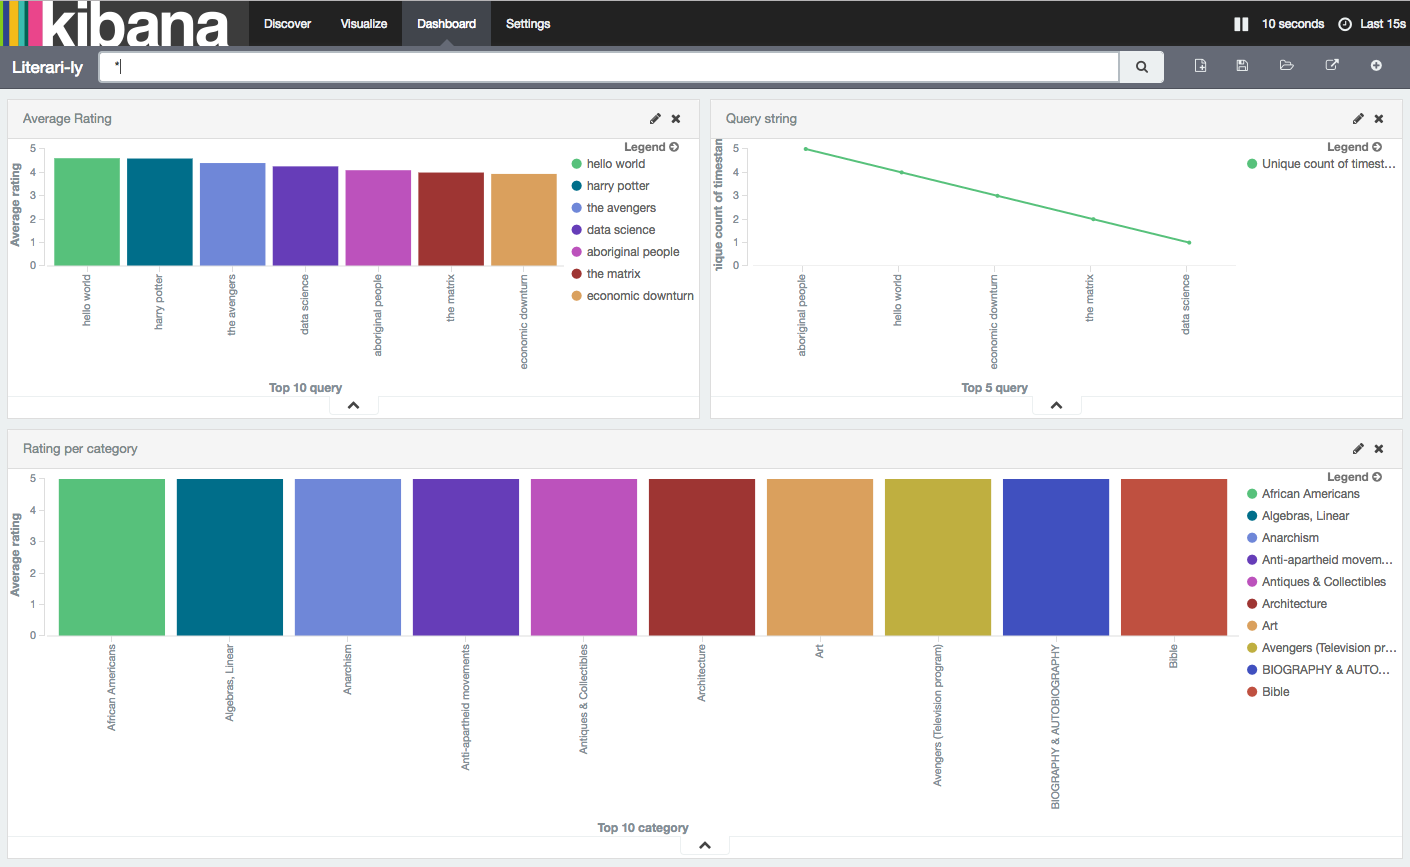 kibana
Discover Visualize Dashboard Settings
10 seconds Last 15s
Literari-ly
*
Average Rating
Average rating
5
4
3
2
1
0
hello world
harry potter
the avengers
data science
aboriginal people
the matrix
economic downturn
Top 10 query
Legend
hello world
harry potter
the avengers
data science
aboriginal people
the matrix
economic downturn
Query string
nique count of timestan
5
4
3
2
1
0
aboriginal people
hello world
economic downturn
the matrix
data science
Top 5 query
Legend
Unique count of timest...
Rating per category
Average rating
5
4
3
2
1
0
African Americans
Algebras, Linear
Anarchism
Anti-apartheid movements
Antiques & Collectibles
Architecture
Art
Avengers (Television program)
BIOGRAPHY & AUTOBIOGRAPHY
Bible
Top 10 category
Legend
African Americans
Algebras, Linear
Anarchism
Anti-apartheid movem...
Antiques & Collectibles
Architecture
Art
Avengers (Television pr...
BIOGRAPHY & AUTO...
Bible